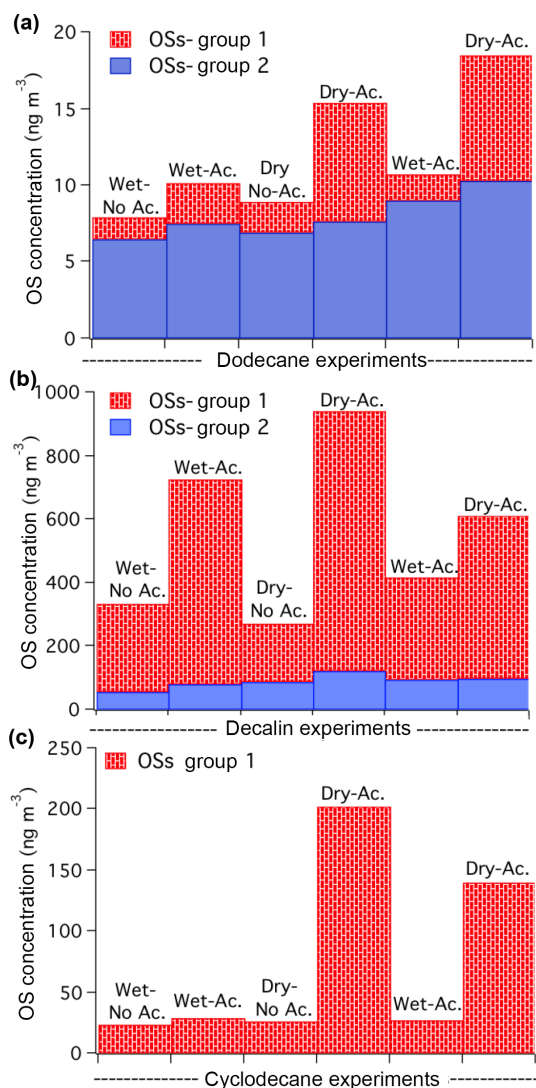 (a)
20
15
10
5
0
OS concentration (ng m⁻³)
OSs- group 1
OSs- group 2
Wet-
No Ac.
Wet-Ac.
Dry
No-Ac.
Dry-Ac.
Wet-Ac.
Dry-Ac.
Dodecane experiments
(b)
1000
800
600
400
200
0
OS concentration (ng m⁻³)
OSs- group 1
OSs- group 2
Wet-
No Ac.
Wet-Ac.
Dry-
No Ac.
Dry-Ac.
Wet-Ac.
Dry-Ac.
Decalin experiments
(c)
250
200
150
100
50
0
OS concentration (ng m⁻³)
OSs group 1
Wet-
No Ac.
Wet-Ac.
Dry-
No Ac.
Dry-Ac.
Wet-Ac.
Dry-Ac.
Cyclodecane experiments